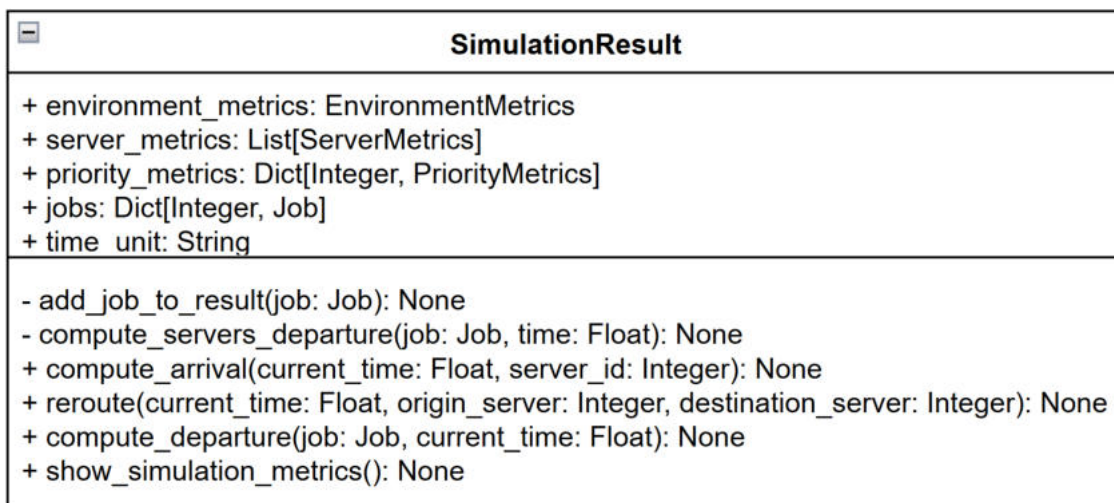 SimulationResult
+ environment_metrics: EnvironmentMetrics
+ server_metrics: List[ServerMetrics]
+ priority_metrics: Dict[Integer, PriorityMetrics]
+ jobs: Dict[Integer, Job]
+ time_unit: String
- add_job_to_result(job: Job): None
- compute_servers_departure(job: Job, time: Float): None
+ compute_arrival(current_time: Float, server_id: Integer): None
+ reroute(current_time: Float, origin_server: Integer, destination_server: Integer): None
+ compute_departure(job: Job, current_time: Float): None
+ show_simulation_metrics(): None